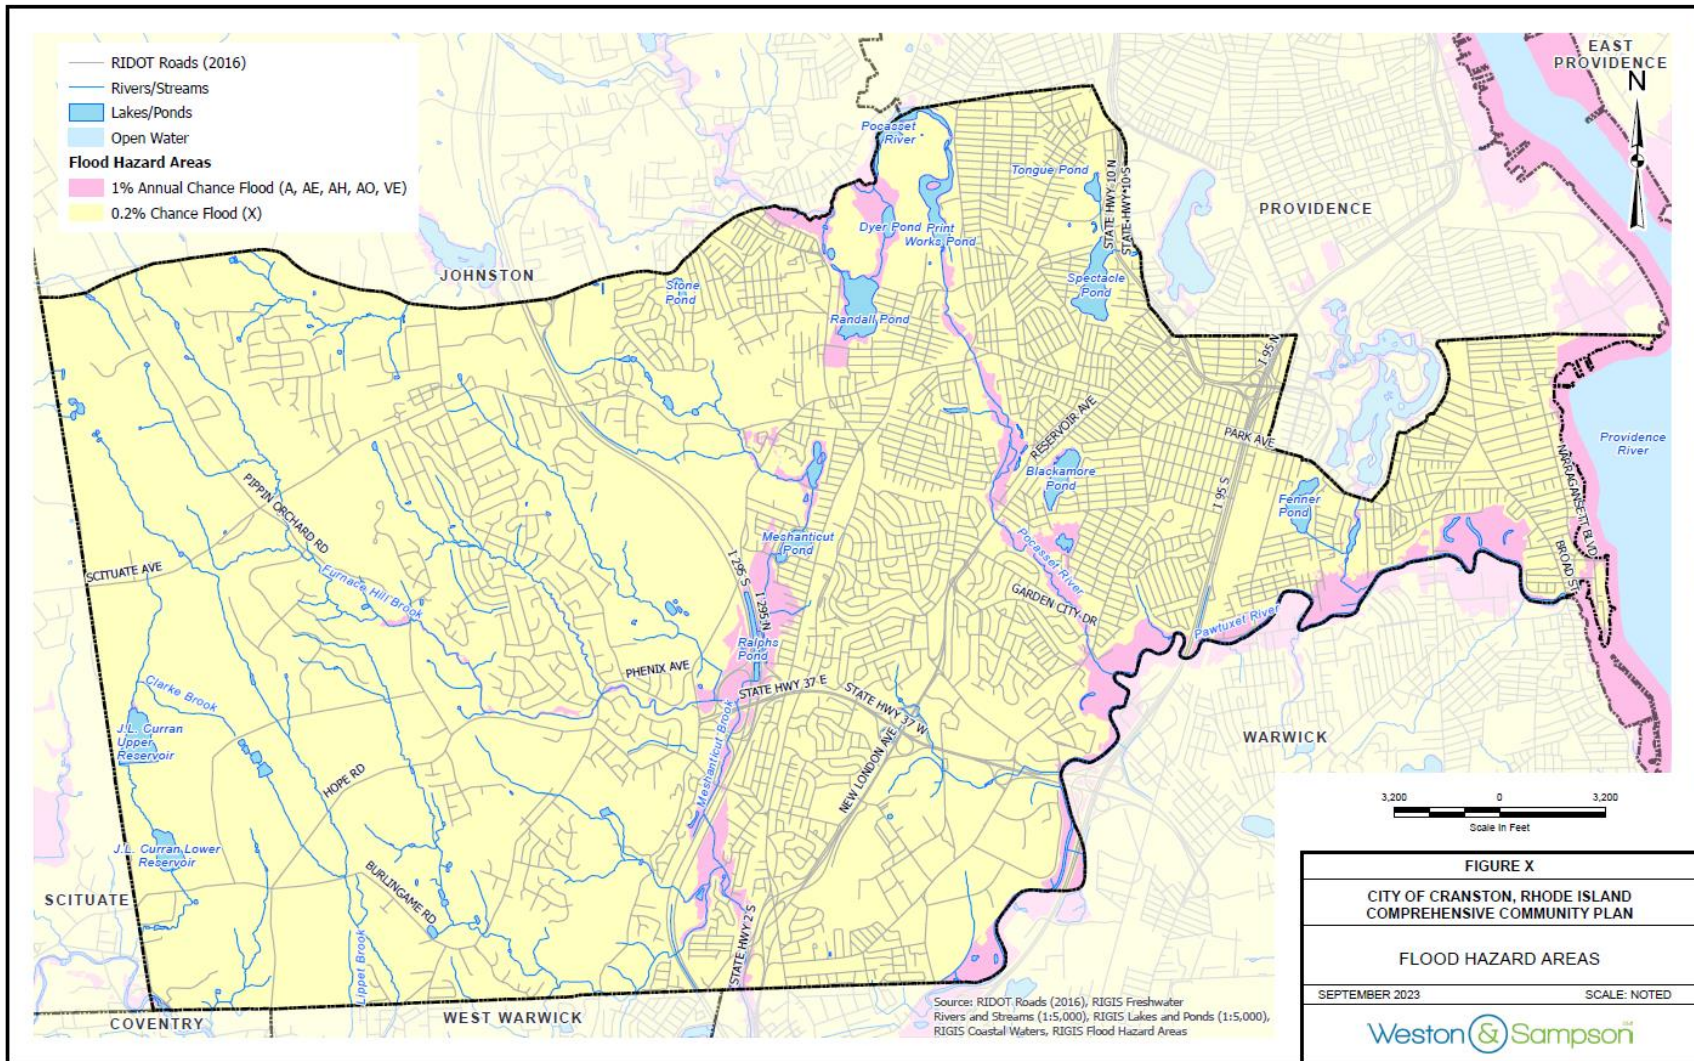 RIDOT Roads (2016)
Rivers/Streams
Lakes/Ponds
Open Water
Flood Hazard Areas
1% Annual Chance Flood (A, AE, AH, AO, VE)
0.2% Chance Flood (X)
EAST
PROVIDENCE
N
Pocasset
River
Tongue Pond
STATE HWY 10 N
STATE HWY 10 S
PROVIDENCE
Dyer Pond
Print
Works Pond
JOHNSTON
Stone
Pond
Spectacle
Pond
Randall Pond
I 95 N
RESERVOIR AVE
PARK AVE
Providence
River
NARRAGANSETT BLVD
Blackamore
Pond
I 95 S
Fenner
Pond
PIPPIN ORCHARD RD
Meshanticut
Pond
Pocasset
River
BROAD ST
SCITUATE AVE
Furnace Hill Brook
I 295 S
I 295 N
GARDEN CITY DR
Pawtuxet River
Ralphs
Pond
PHENIX AVE
STATE HWY 37 E
STATE HWY 37 W
Clarke Brook
J.L. Curran
Upper
Reservoir
Meshanticut Brook
WARWICK
HOPE RD
NEW LONDON AVE
J.L. Curran Lower
Reservoir
BURLINGAME RD
SCITUATE
STATE HWY 2 S
Lippet Brook
COVENTRY
WEST WARWICK
3,200 0 3,200
Scale In Feet
Source: RIDOT Roads (2016), RIGIS Freshwater
Rivers and Streams (1:5,000), RIGIS Lakes and Ponds (1:5,000),
RIGIS Coastal Waters, RIGIS Flood Hazard Areas
FIGURE X
CITY OF CRANSTON, RHODE ISLAND
COMPREHENSIVE COMMUNITY PLAN
FLOOD HAZARD AREAS
SEPTEMBER 2023 SCALE: NOTED
Weston & Sampson